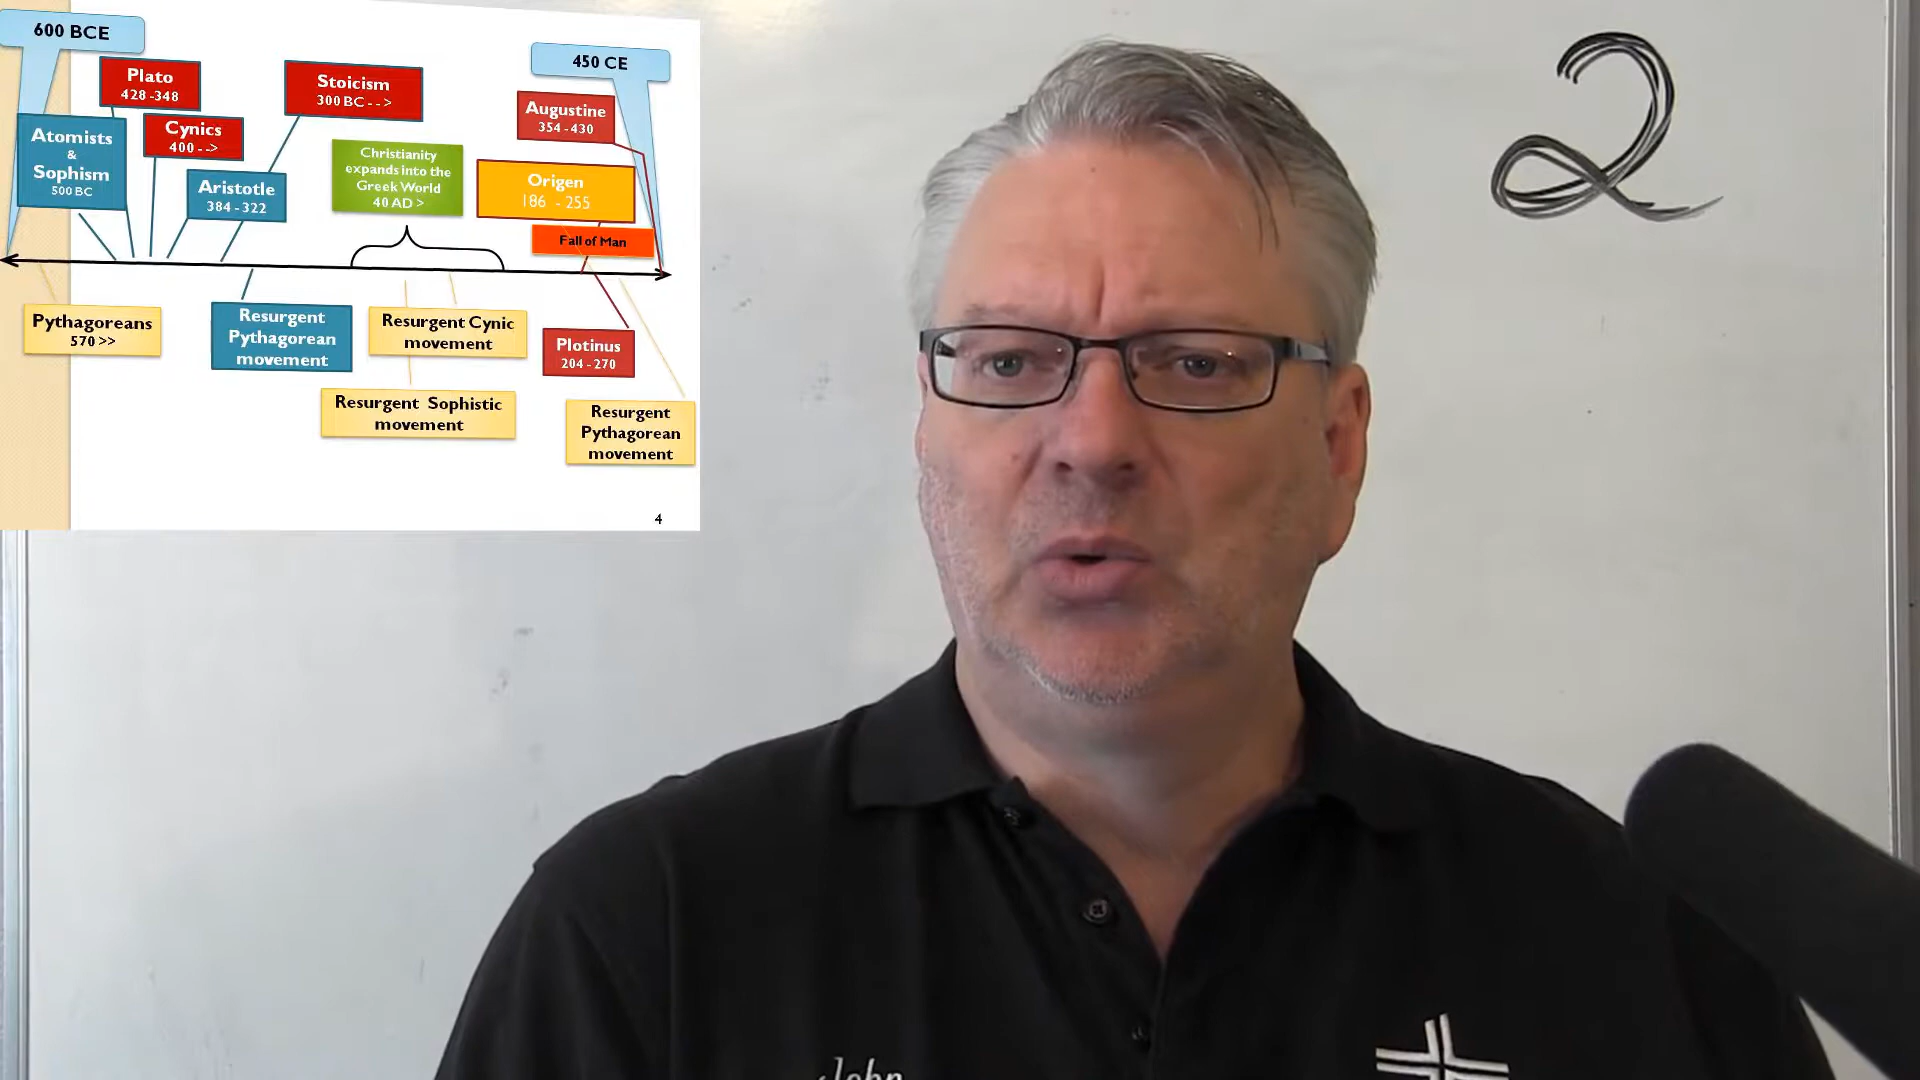 600 BCE
450 CE
Plato
428 -348
Stoicism
300 BC - - >
Augustine
354 - 430
Cynics
400 - ->
Atomists
&
Sophism
500 BC
Christianity
expands into the
Greek World
40 AD >
Aristotle
384 - 322
Origen
186 - 255
Fall of Man
Pythagoreans
570 >>
Resurgent
Pythagorean
movement
Resurgent Cynic
movement
Plotinus
204 - 270
Resurgent Sophistic
movement
Resurgent
Pythagorean
movement
4
2
John